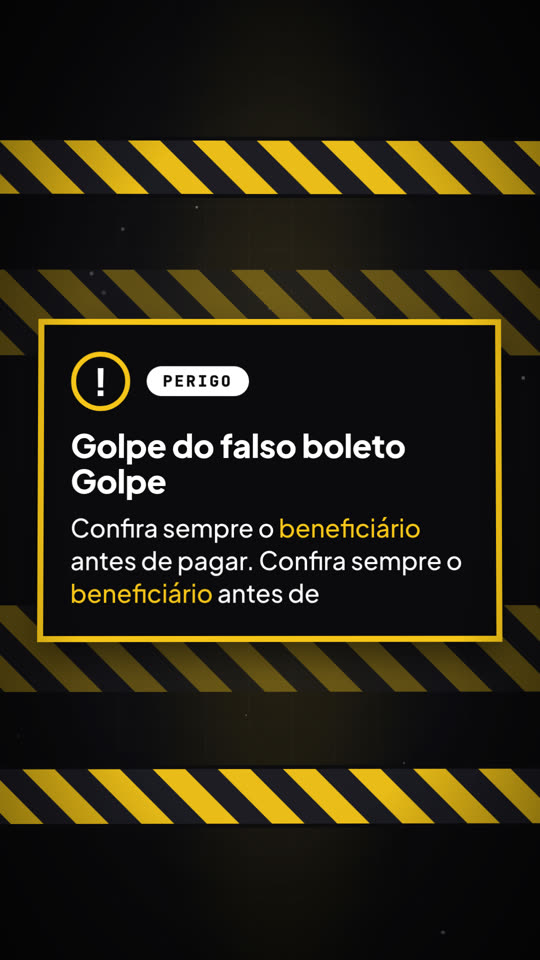 !
PERIGO
Golpe do falso boleto
Golpe
Confira sempre o beneficiário
antes de pagar. Confira sempre o
beneficiário antes de